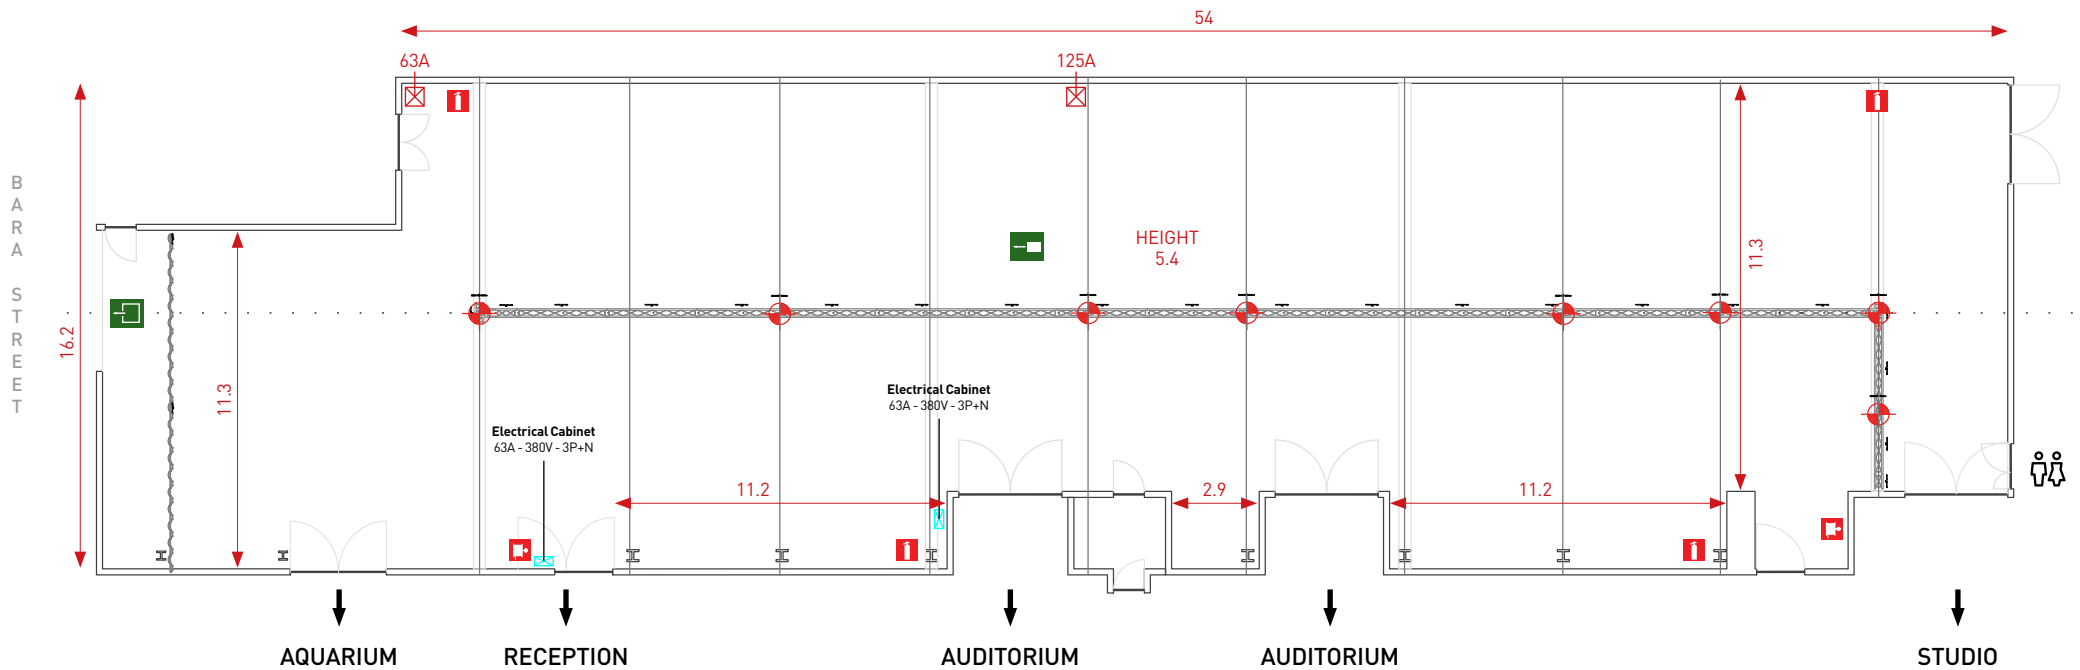 54
63A
125A
BARA STREET
HEIGHT
5.4
11.3
16.2
11.3
Electrical Cabinet
63A - 380V - 3P+N
Electrical Cabinet
63A - 380V - 3P+N
11.2
2.9
11.2
AQUARIUM
RECEPTION
AUDITORIUM
AUDITORIUM
STUDIO